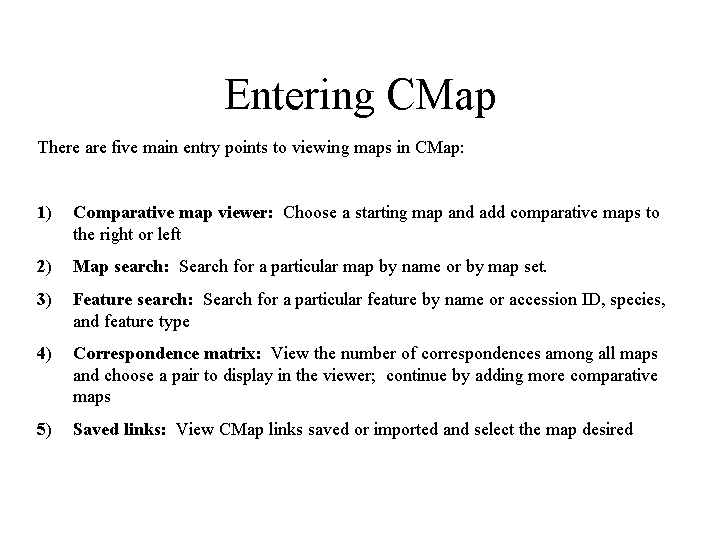 Entering CMap
There are five main entry points to viewing maps in CMap:
1) Comparative map viewer: Choose a starting map and add comparative maps to
the right or left
2) Map search: Search for a particular map by name or by map set.
3) Feature search: Search for a particular feature by name or accession ID, species,
and feature type
4) Correspondence matrix: View the number of correspondences among all maps
and choose a pair to display in the viewer; continue by adding more comparative
maps
5) Saved links: View CMap links saved or imported and select the map desired